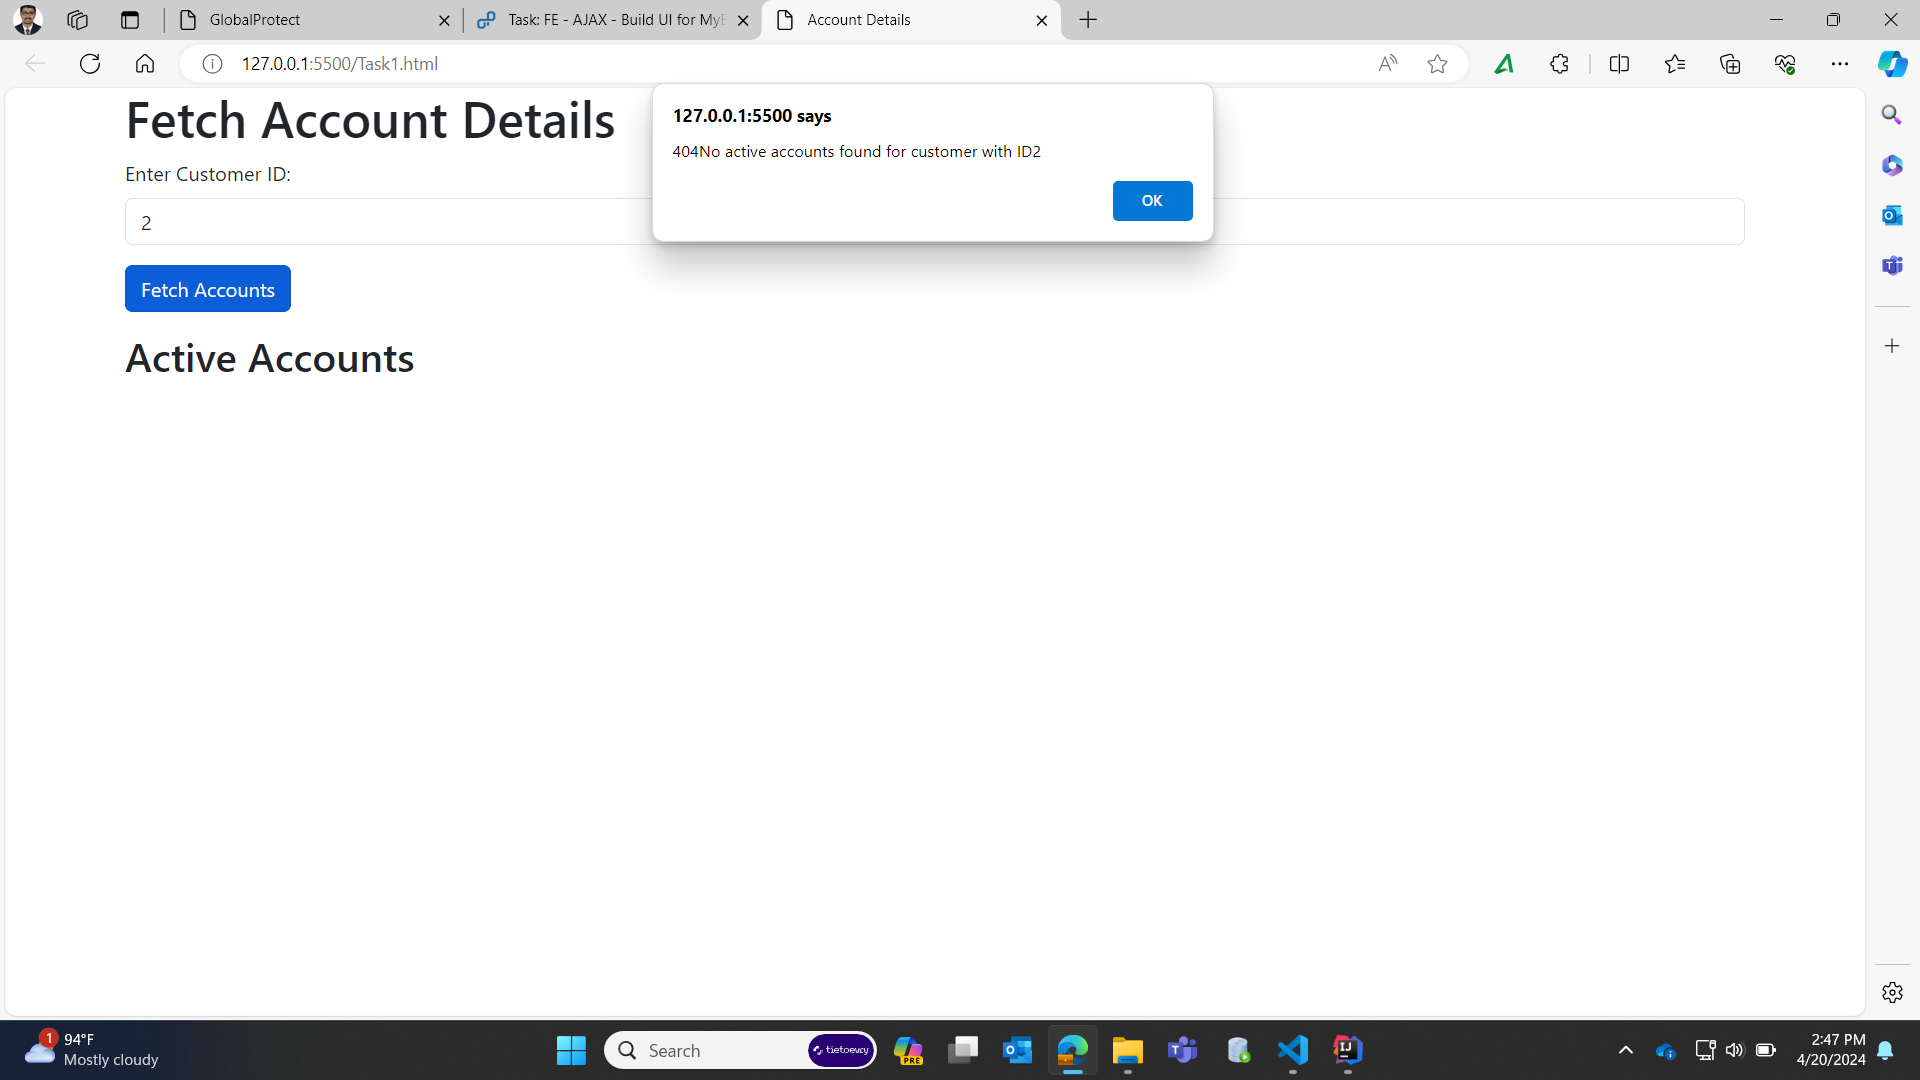 GlobalProtect
Task: FE - AJAX - Build UI for MyB
Account Details
127.0.0.1:5500/Task1.html
Fetch Account Details
127.0.0.1:5500 says
404No active accounts found for customer with ID2
OK
Enter Customer ID:
2
Fetch Accounts
Active Accounts
1
94°F
Mostly cloudy
Search
tietoevry
PRE
2:47 PM
4/20/2024